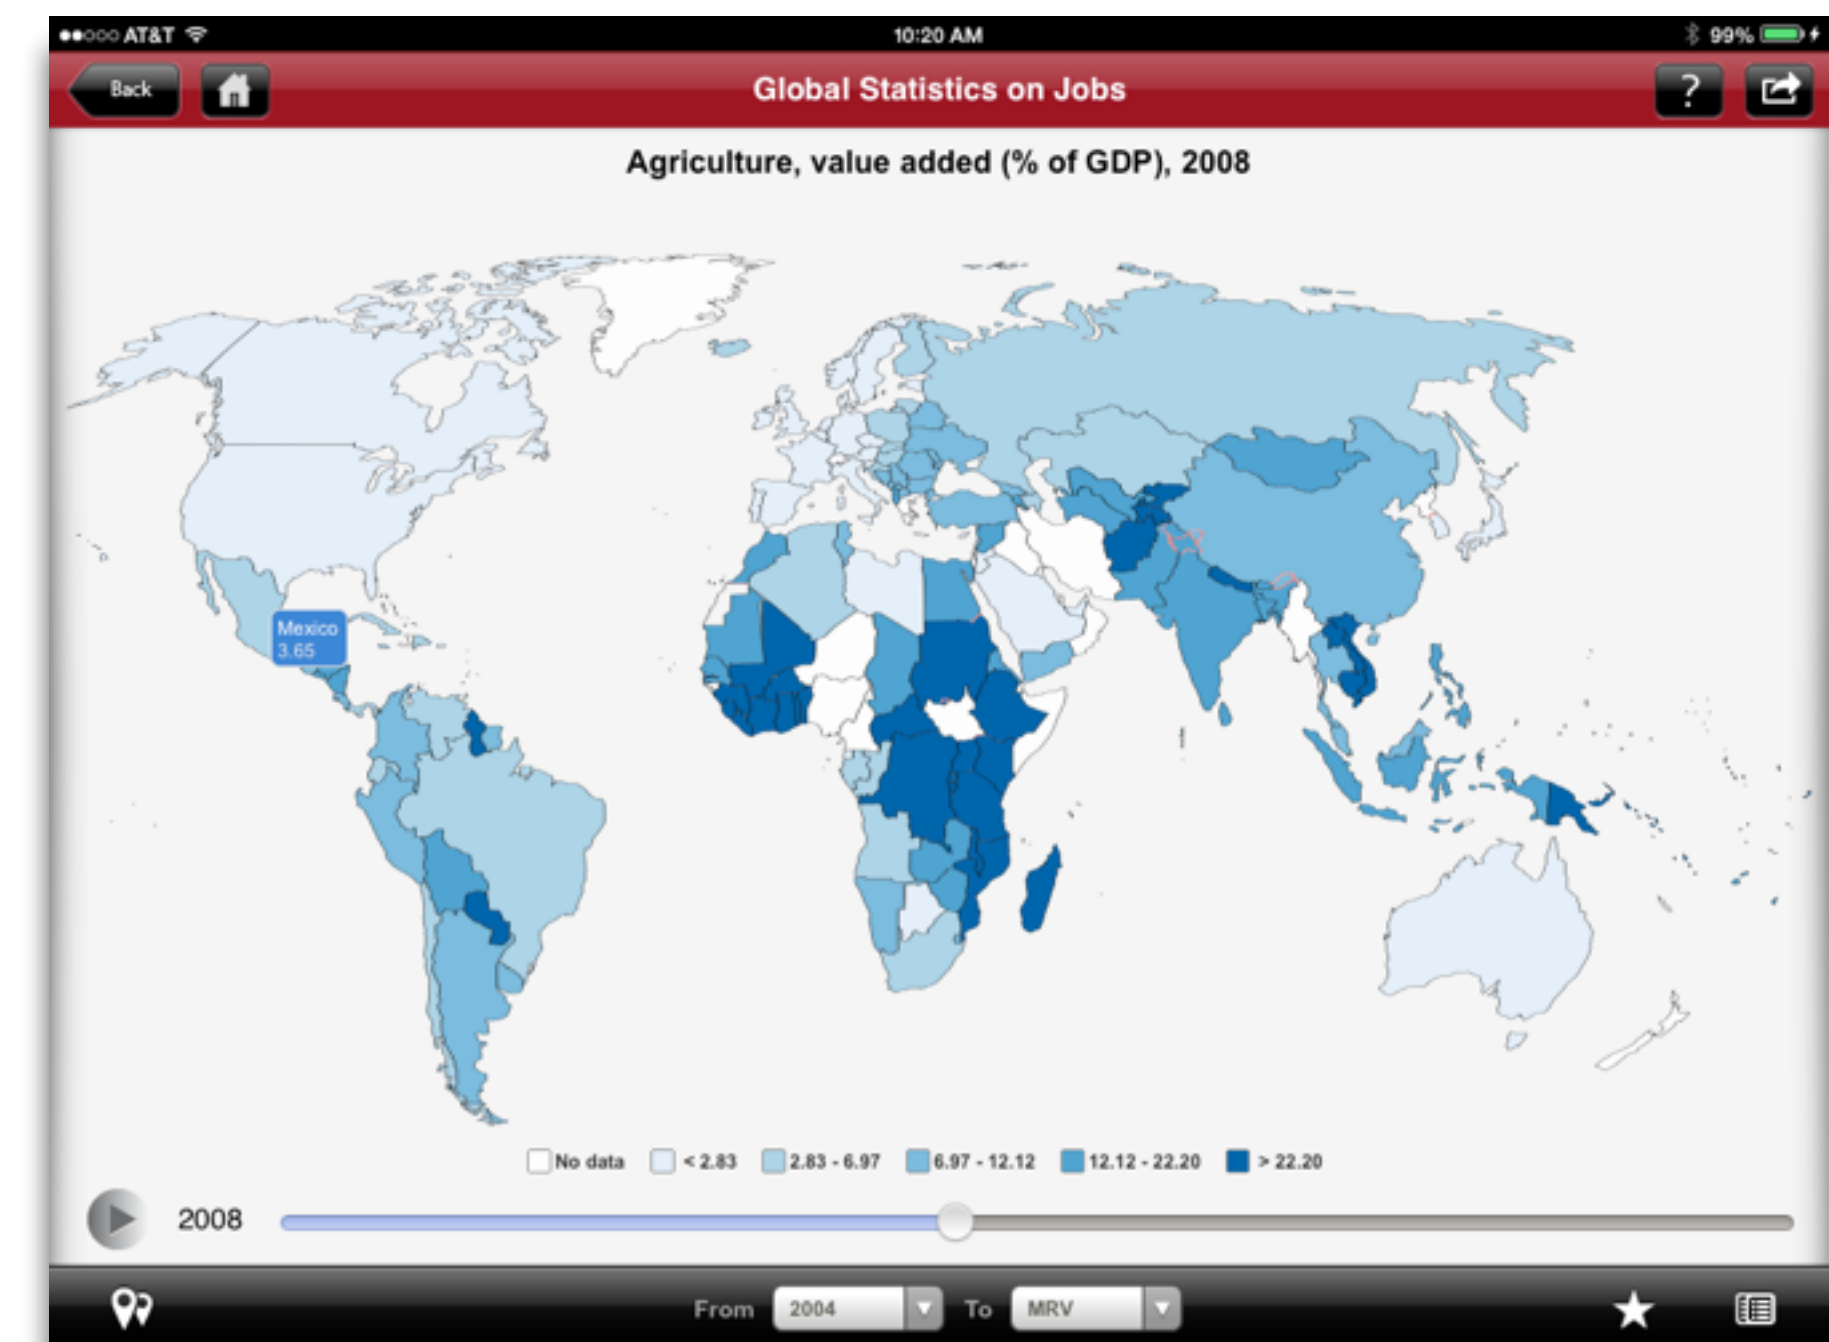 AT&T
10:20 AM
99%
Back
Global Statistics on Jobs
?
Agriculture, value added (% of GDP), 2008
Mexico
3.65
No data
< 2.83
2.83 - 6.97
6.97 - 12.12
12.12 - 22.20
> 22.20
2008
From
2004
To
MRV